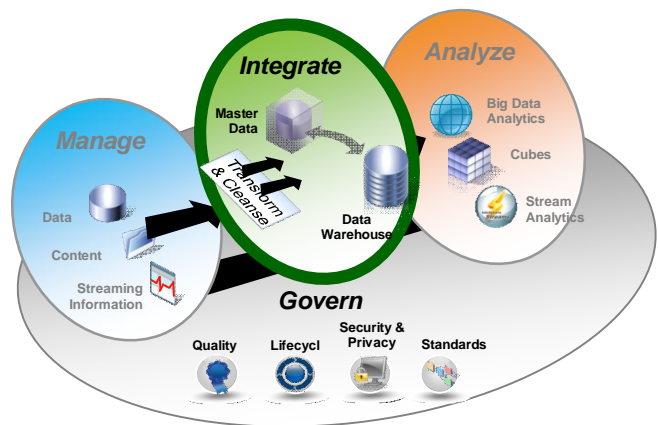 Analyze
Integrate
Big Data
Analytics
Master
Data
Manage
Cubes
Transform
& Cleanse
Stream
Analytics
Data
Data
Warehouse
Content
Streaming
Information
Govern
Quality
Lifecycl
Security &
Privacy
Standards